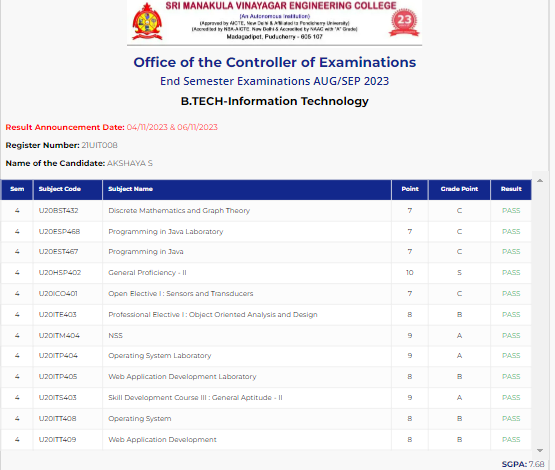 SRI MANAKULA VINAYAGAR ENGINEERING COLLEGE
(An Autonomous Institution)
(Approved by AICTE, New Delhi & Affiliated to Pondicherry University)
(Accredited by NBA-AICTE, New Delhi & Accredited by NAAC with "A" Grade)
Madagadipet, Puducherry - 605 107
23
Office of the Controller of Examinations
End Semester Examinations AUG/SEP 2023
B.TECH-Information Technology
Result Announcement Date: 04/11/2023 & 06/11/2023
Register Number: 21UIT008
Name of the Candidate: AKSHAYA S
Sem Subject Code Subject Name Point Grade Point Result
4 U20BST432 Discrete Mathematics and Graph Theory 7 C PASS
4 U20ESP468 Programming in Java Laboratory 7 C PASS
4 U20EST467 Programming in Java 7 C PASS
4 U20HSP402 General Proficiency - II 10 S PASS
4 U20ICO401 Open Elective I : Sensors and Transducers 7 C PASS
4 U20ITE403 Professional Elective I : Object Oriented Analysis and Design 8 B PASS
4 U20ITM404 NSS 9 A PASS
4 U20ITP404 Operating System Laboratory 9 A PASS
4 U20ITP405 Web Application Development Laboratory 8 B PASS
4 U20ITS403 Skill Development Course III : General Aptitude - II 9 A PASS
4 U20ITT408 Operating System 8 B PASS
4 U20ITT409 Web Application Development 8 B PASS
SGPA: 7.68